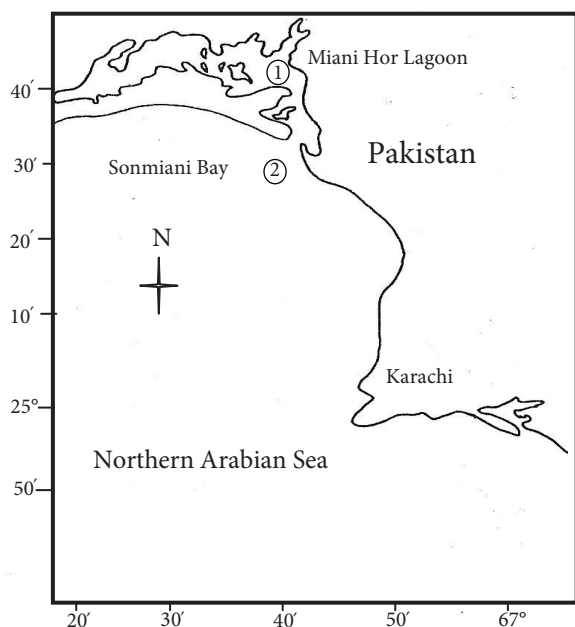 1
Miani Hor Lagoon
40′
30′
Sonmiani Bay
2
Pakistan
20′
N
10′
Karachi
25°
Northern Arabian Sea
50′
20′
30′
40′
50′
67°